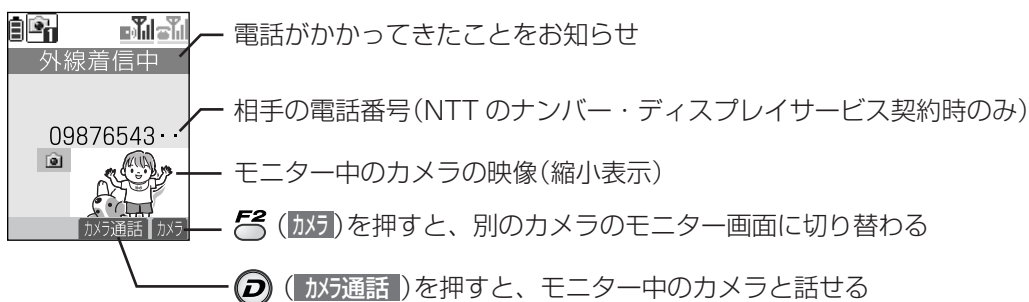 1
電話がかかってきたことをお知らせ
外線着信中
相手の電話番号(NTT のナンバー・ディスプレイサービス契約時のみ)
09876543・・
モニター中のカメラの映像(縮小表示)
カメラ通話 カメラ
F2 (カメラ)を押すと、別のカメラのモニター画面に切り替わる
D (カメラ通話)を押すと、モニター中のカメラと話せる